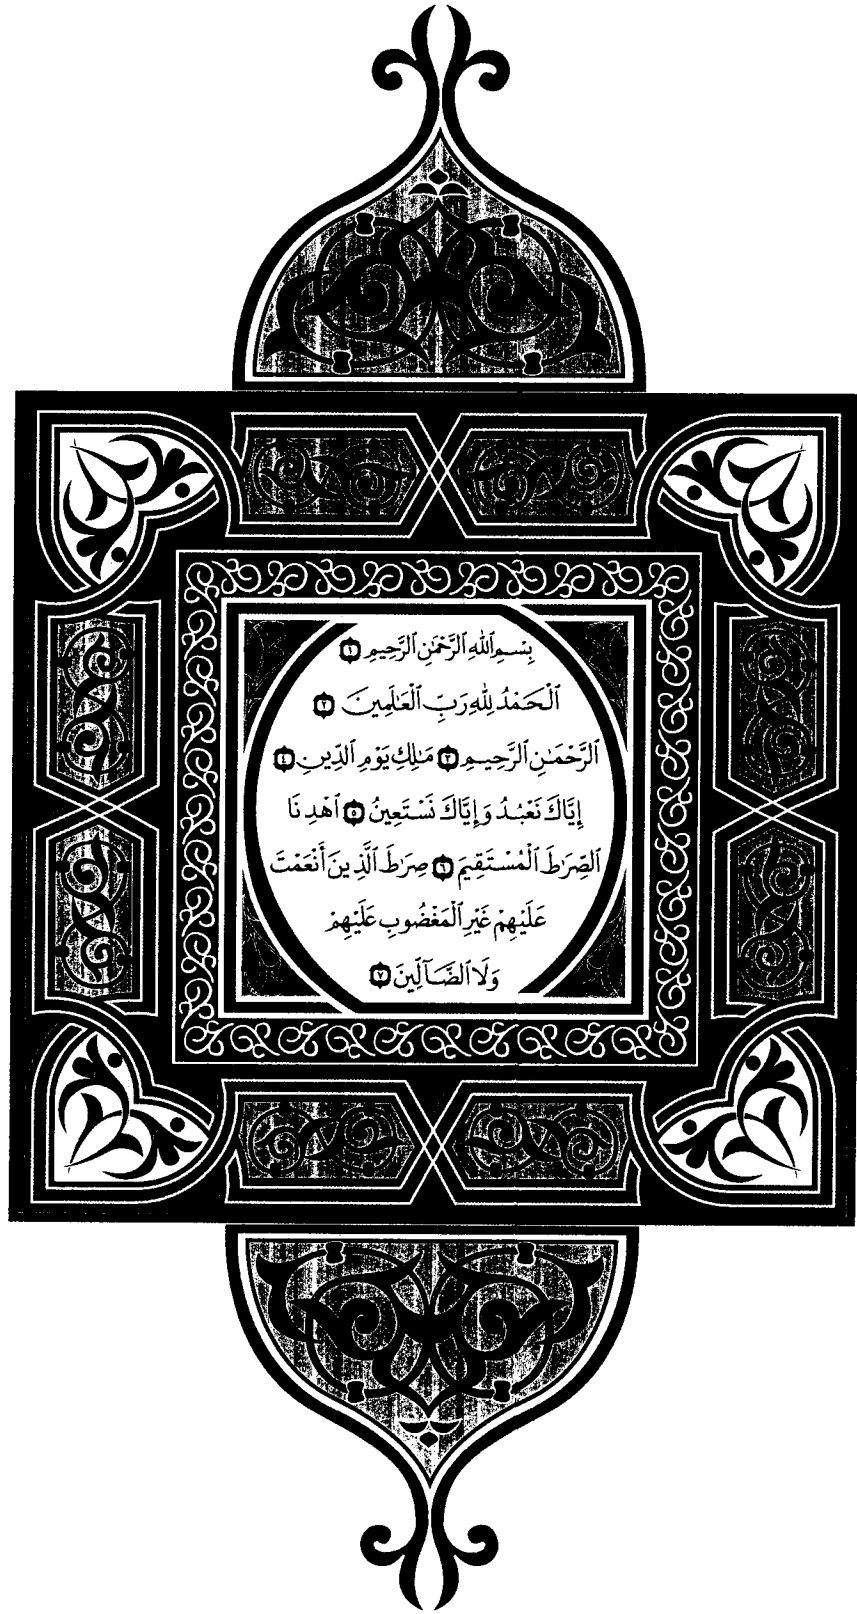 بِسْمِ ٱللَّهِ ٱلرَّحْمَٰنِ ٱلرَّحِيمِ ١
ٱلْحَمْدُ لِلَّهِ رَبِّ ٱلْعَٰلَمِينَ ٢
ٱلرَّحْمَٰنِ ٱلرَّحِيمِ ٣ مَٰلِكِ يَوْمِ ٱلدِّينِ ٤
إِيَّاكَ نَعْبُدُ وَإِيَّاكَ نَسْتَعِينُ ٥ ٱهْدِنَا
ٱلصِّرَٰطَ ٱلْمُسْتَقِيمَ ٦ صِرَٰطَ ٱلَّذِينَ أَنْعَمْتَ
عَلَيْهِمْ غَيْرِ ٱلْمَغْضُوبِ عَلَيْهِمْ
وَلَا ٱلضَّآلِّينَ ٧